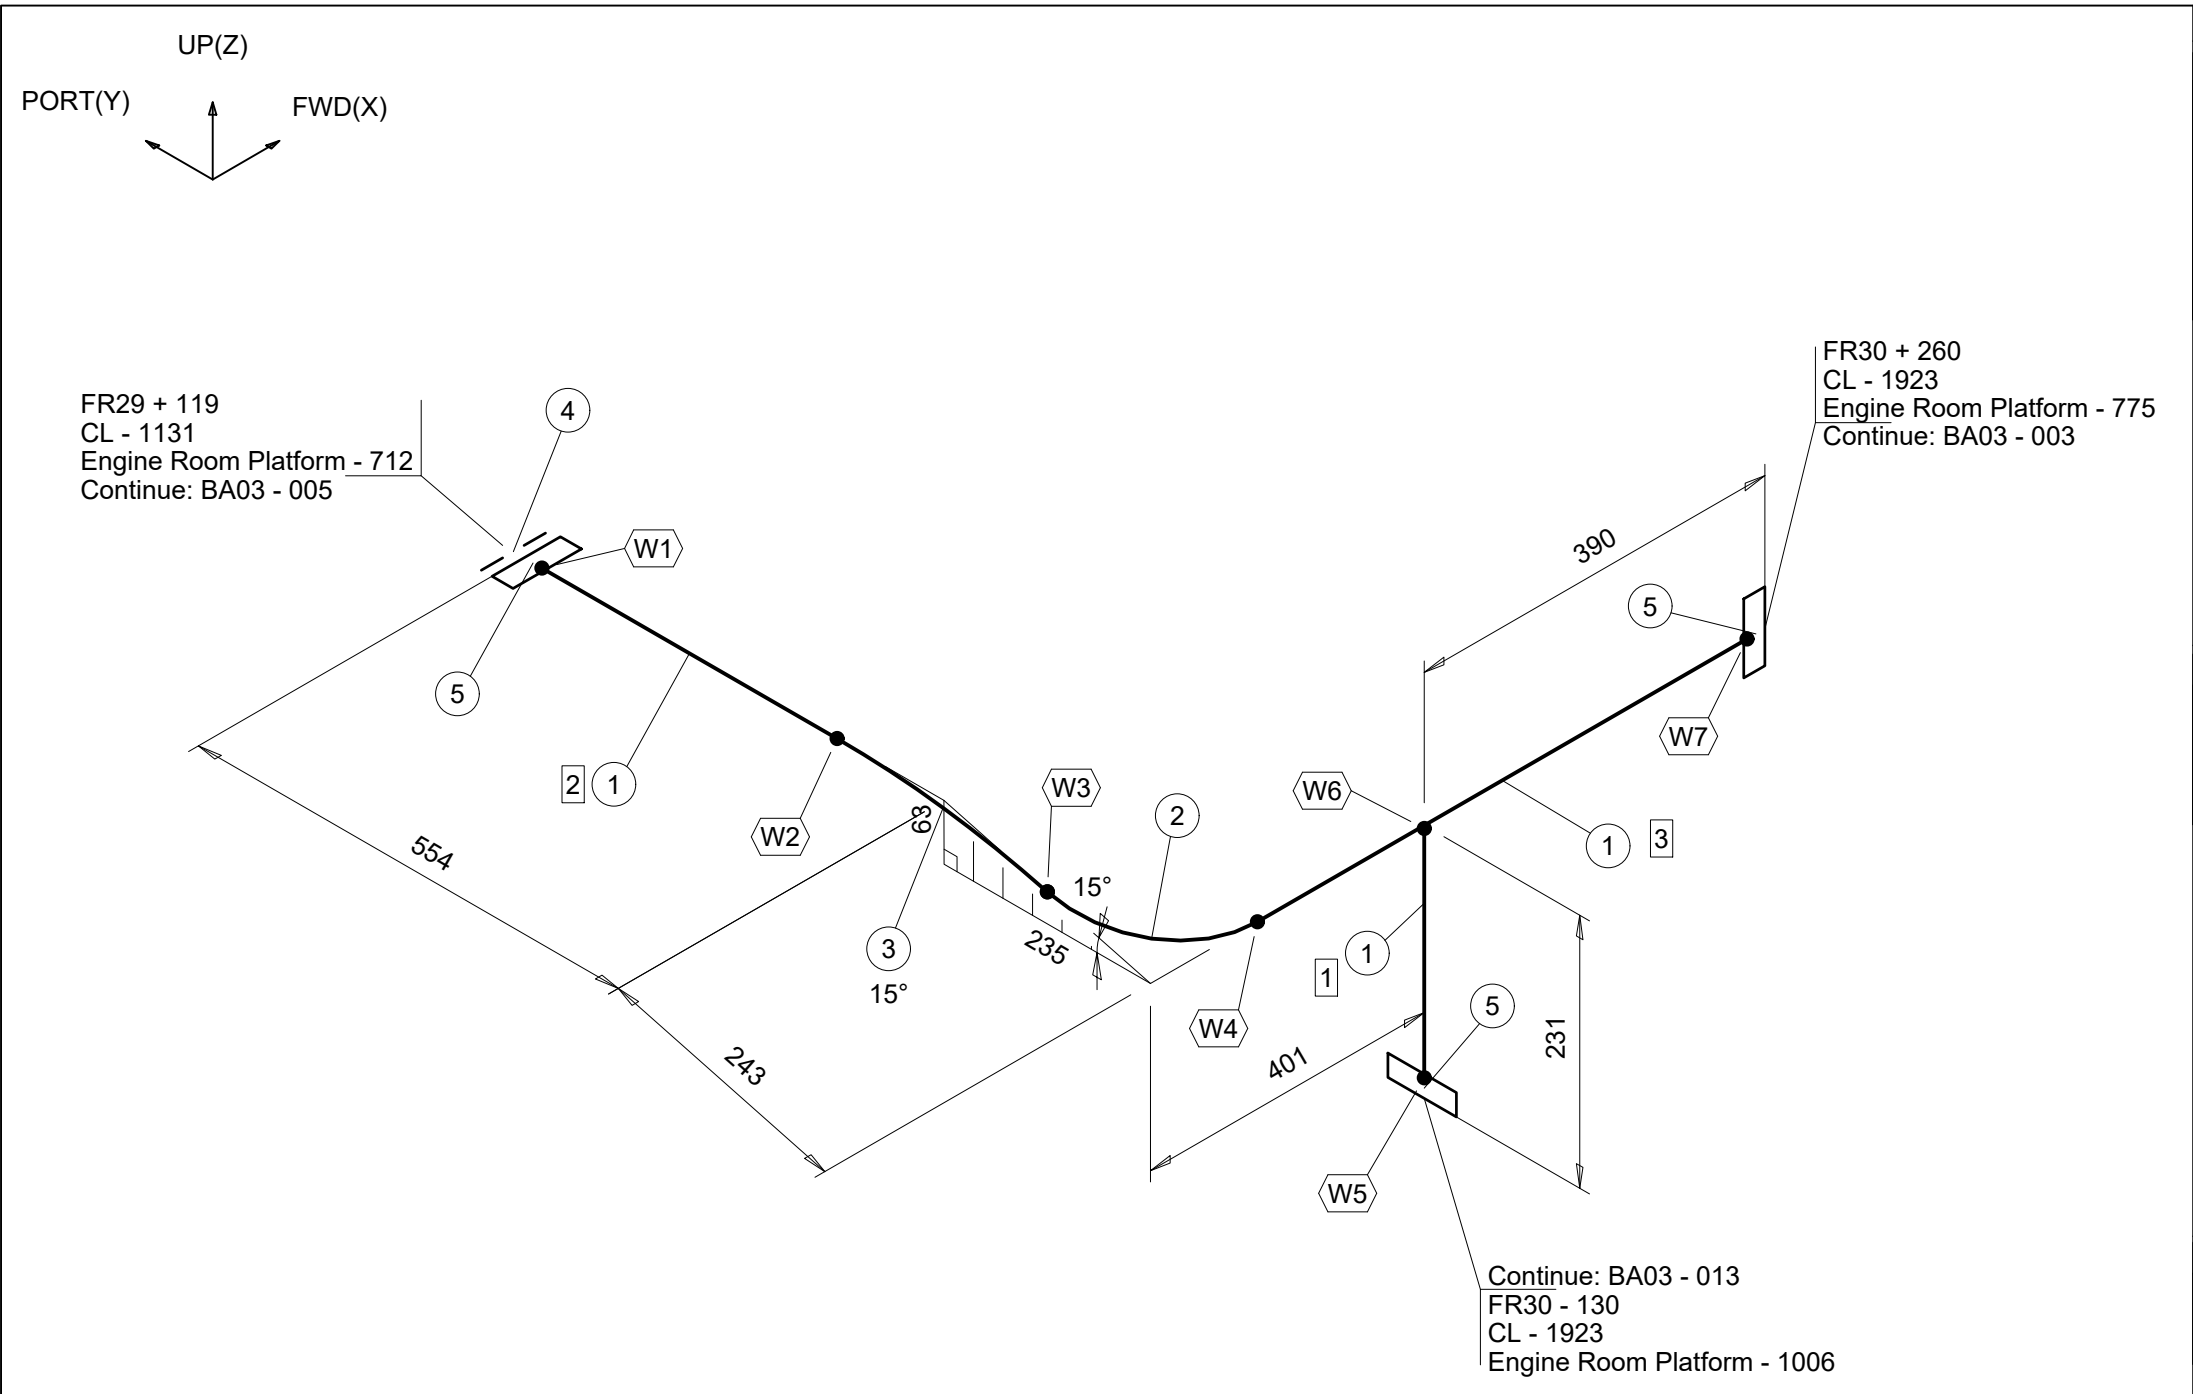 UP(Z)
PORT(Y)
FWD(X)
FR29 + 119
CL - 1131
Engine Room Platform - 712
Continue: BA03 - 005
4
W1
5
2 1
W2
554
243
63
3
15°
W3
15°
2
235
W4
401
W6
1
1
5
W5
231
1 3
390
5
W7
FR30 + 260
CL - 1923
Engine Room Platform - 775
Continue: BA03 - 003
Continue: BA03 - 013
FR30 - 130
CL - 1923
Engine Room Platform - 1006